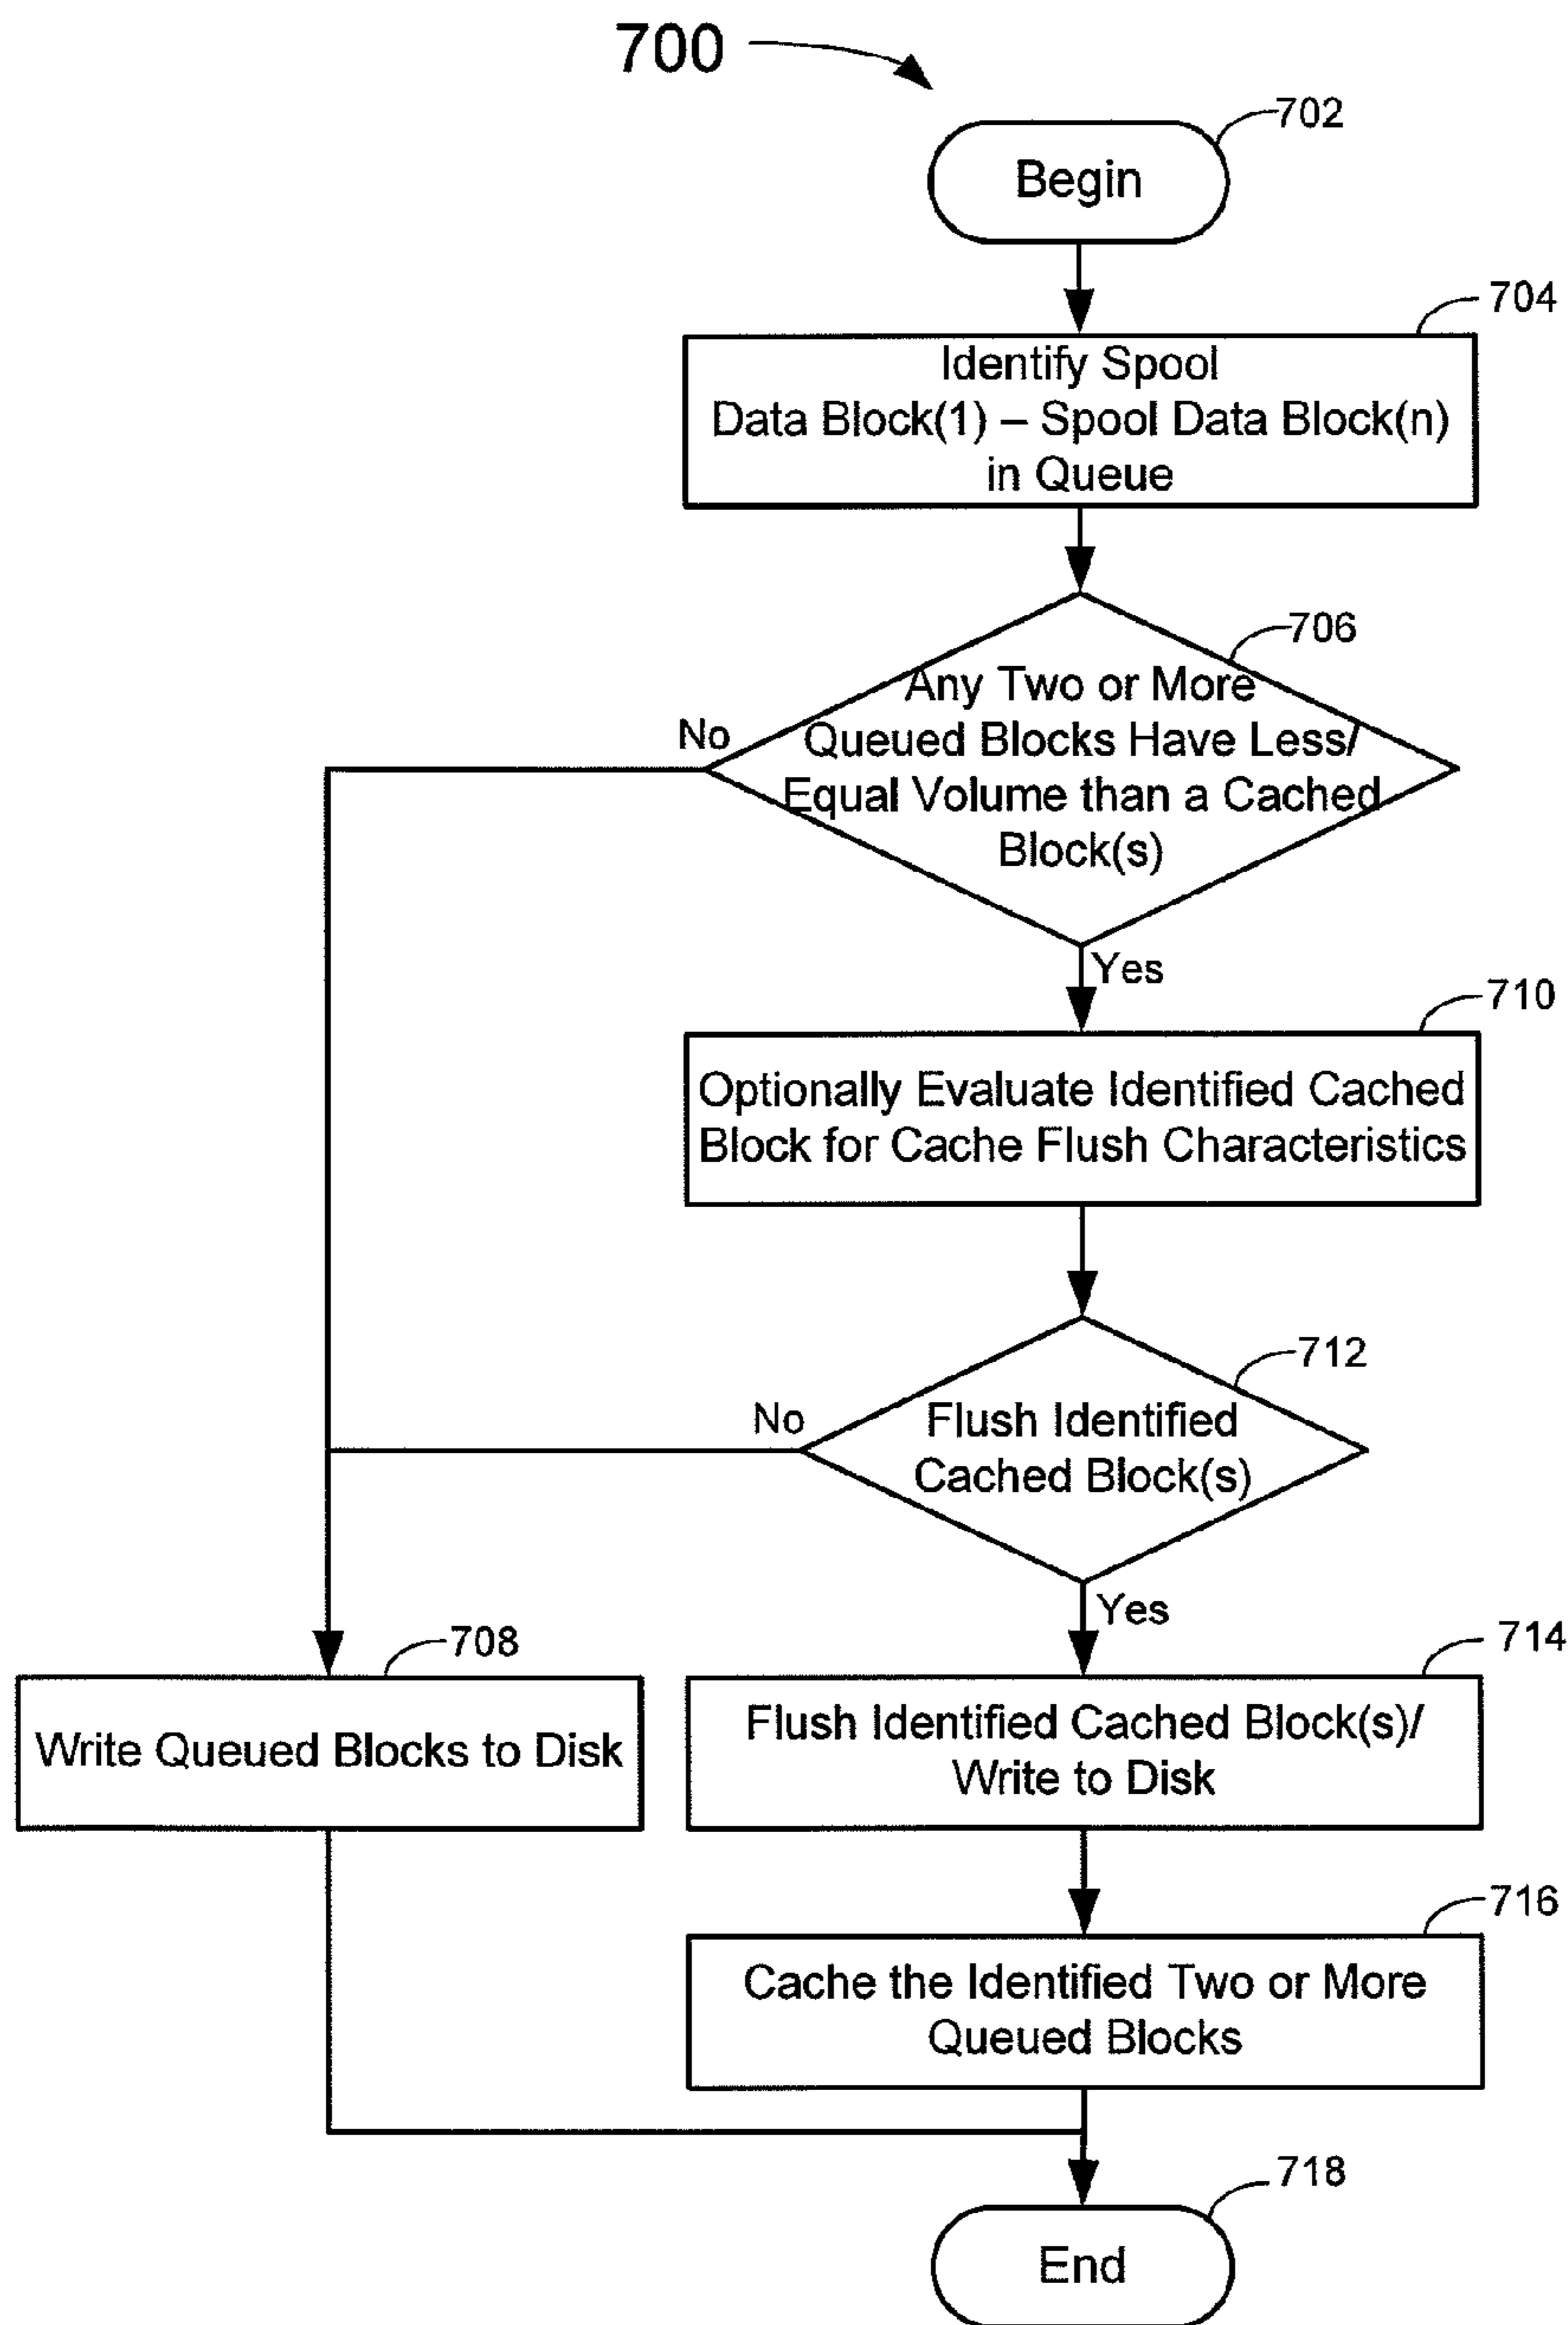 700
702
Begin
704
Identify Spool
Data Block(1) – Spool Data Block(n)
in Queue
706
Any Two or More
No
Queued Blocks Have Less/
Equal Volume than a Cached
Block(s)
Yes
710
Optionally Evaluate Identified Cached
Block for Cache Flush Characteristics
712
No
Flush Identified
Cached Block(s)
Yes
708
714
Write Queued Blocks to Disk
Flush Identified Cached Block(s)/
Write to Disk
716
Cache the Identified Two or More
Queued Blocks
718
End